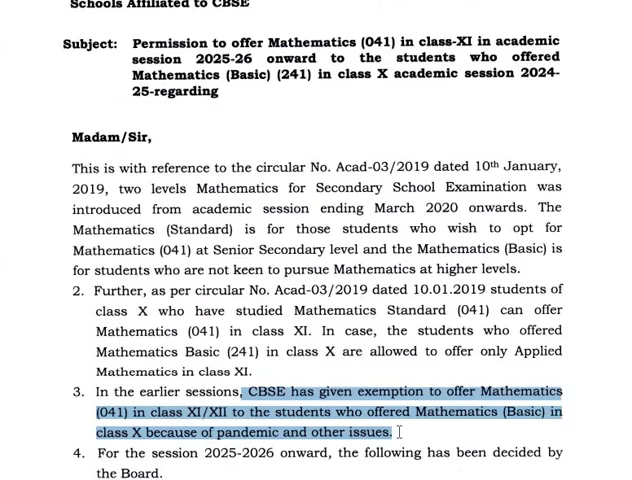 Schools Affiliated to CBSE
Subject: Permission to offer Mathematics (041) in class-XI in academic
session 2025-26 onward to the students who offered
Mathematics (Basic) (241) in class X academic session 2024-
25-regarding
Madam/Sir,
This is with reference to the circular No. Acad-03/2019 dated 10th January,
2019, two levels Mathematics for Secondary School Examination was
introduced from academic session ending March 2020 onwards. The
Mathematics (Standard) is for those students who wish to opt for
Mathematics (041) at Senior Secondary level and the Mathematics (Basic) is
for students who are not keen to pursue Mathematics at higher levels.
2. Further, as per circular No. Acad-03/2019 dated 10.01.2019 students of
class X who have studied Mathematics Standard (041) can offer
Mathematics (041) in class XI. In case, the students who offered
Mathematics Basic (241) in class X are allowed to offer only Applied
Mathematics in class XI.
3. In the earlier sessions, CBSE has given exemption to offer Mathematics
(041) in class XI/XII to the students who offered Mathematics (Basic) in
class X because of pandemic and other issues.
4. For the session 2025-2026 onward, the following has been decided by
the Board.